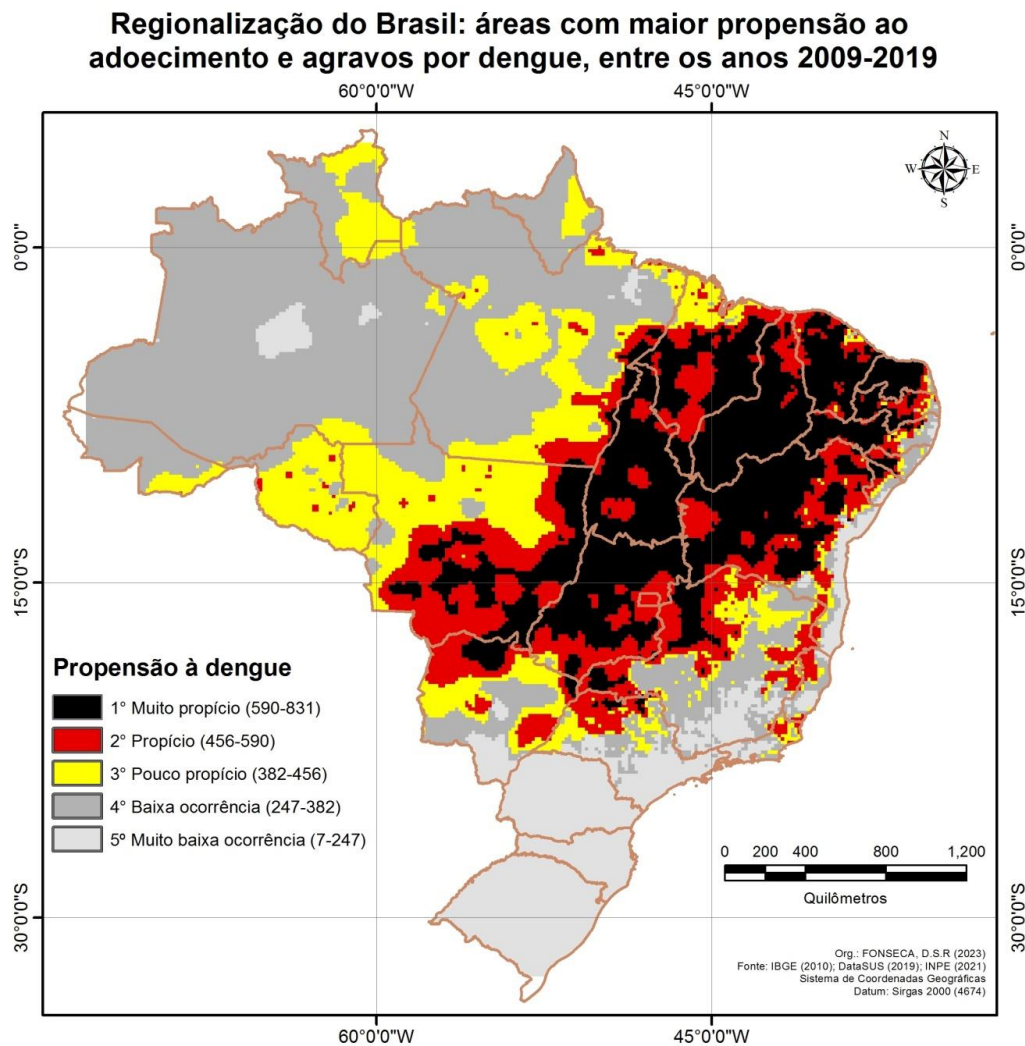 Regionalização do Brasil: áreas com maior propensão ao
adoecimento e agravos por dengue, entre os anos 2009-2019
60°0'0"W 45°0'0"W
N
W E
S
0°0'0" 0°0'0"
15°0'0"S 15°0'0"S
Propensão à dengue
1° Muito propício (590-831)
2° Propício (456-590)
3° Pouco propício (382-456)
4° Baixa ocorrência (247-382)
5º Muito baixa ocorrência (7-247)
0 200 400 800 1,200
Quilômetros
30°0'0"S 30°0'0"S
Org.: FONSECA, D.S.R (2023)
Fonte: IBGE (2010); DataSUS (2019); INPE (2021)
Sistema de Coordenadas Geográficas
Datum: Sirgas 2000 (4674)
60°0'0"W 45°0'0"W